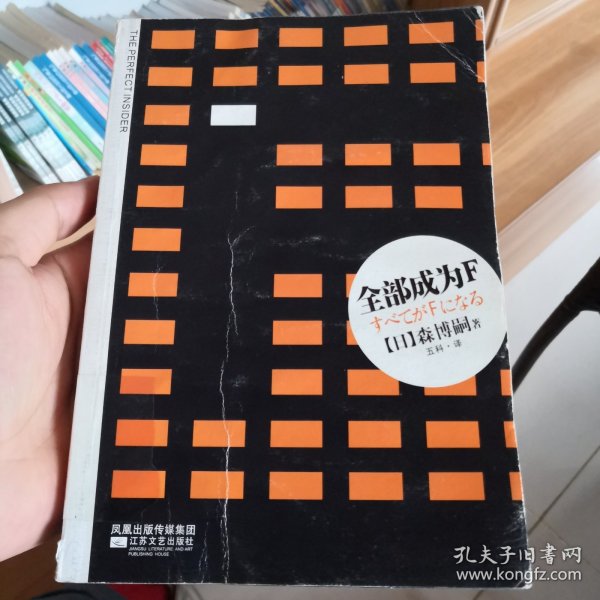 THE PERFECT INSIDER
全部成为F
すべてがFになる
【日】森博嗣 著
五科·译
凤凰出版传媒集团
江苏文艺出版社
JIANGSU LITERATURE AND ART
PUBLISHING HOUSE
孔夫子旧书网
www.kongfz.com